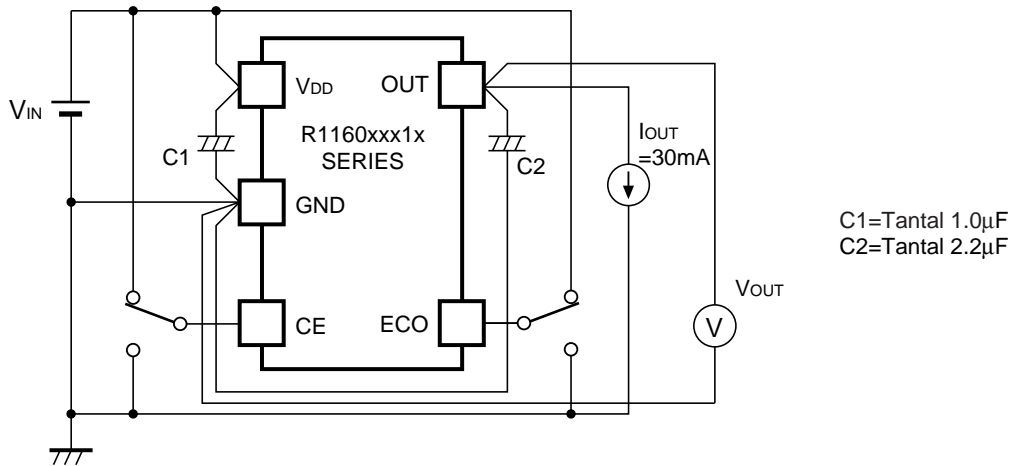 VIN
VDD
OUT
R1160xxx1x
SERIES
C1
C2
IOUT
=30mA
GND
C1=Tantal 1.0μF
C2=Tantal 2.2μF
VOUT
V
CE
ECO